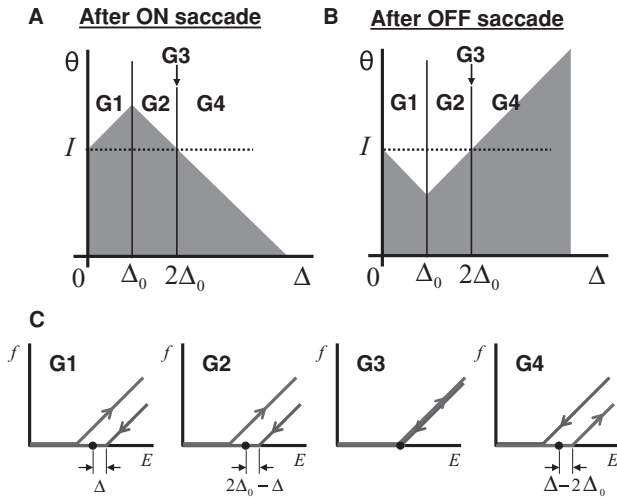 A After ON saccade
θ
G3
G1 G2 G4
I
0 Δ₀ 2Δ₀ Δ
B After OFF saccade
θ
G3
G1 G2 G4
I
0 Δ₀ 2Δ₀ Δ
C
f G1 E Δ
f G2 E 2Δ₀ – Δ
f G3 E
f G4 E Δ–2Δ₀